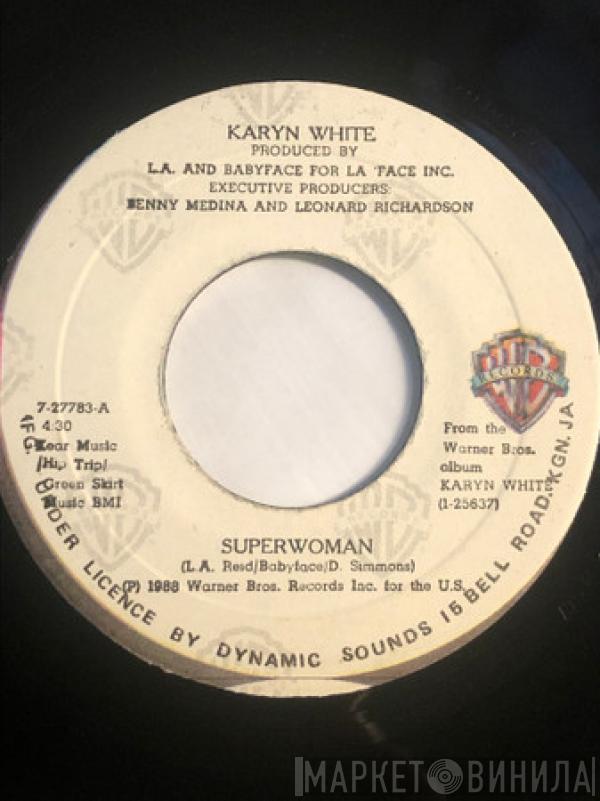 KARYN WHITE
PRODUCED BY
L.A. AND BABYFACE FOR LA 'FACE INC.
EXECUTIVE PRODUCERS:
BENNY MEDINA AND LEONARD RICHARDSON
7-27783-A
4:30
Kear Music
/Hip Trip/
Green Skirt
Music BMI
RECORDS
From the
Warner Bros.
album
KARYN WHITE
(1-25637)
SUPERWOMAN
(L.A. Reid/Babyface/D. Simmons)
(P) 1988 Warner Bros. Records Inc. for the U.S.
MFG. UNDER LICENCE BY DYNAMIC SOUNDS 15 BELL ROAD. KGN. JA
МАРКЕТ ВИНИЛА